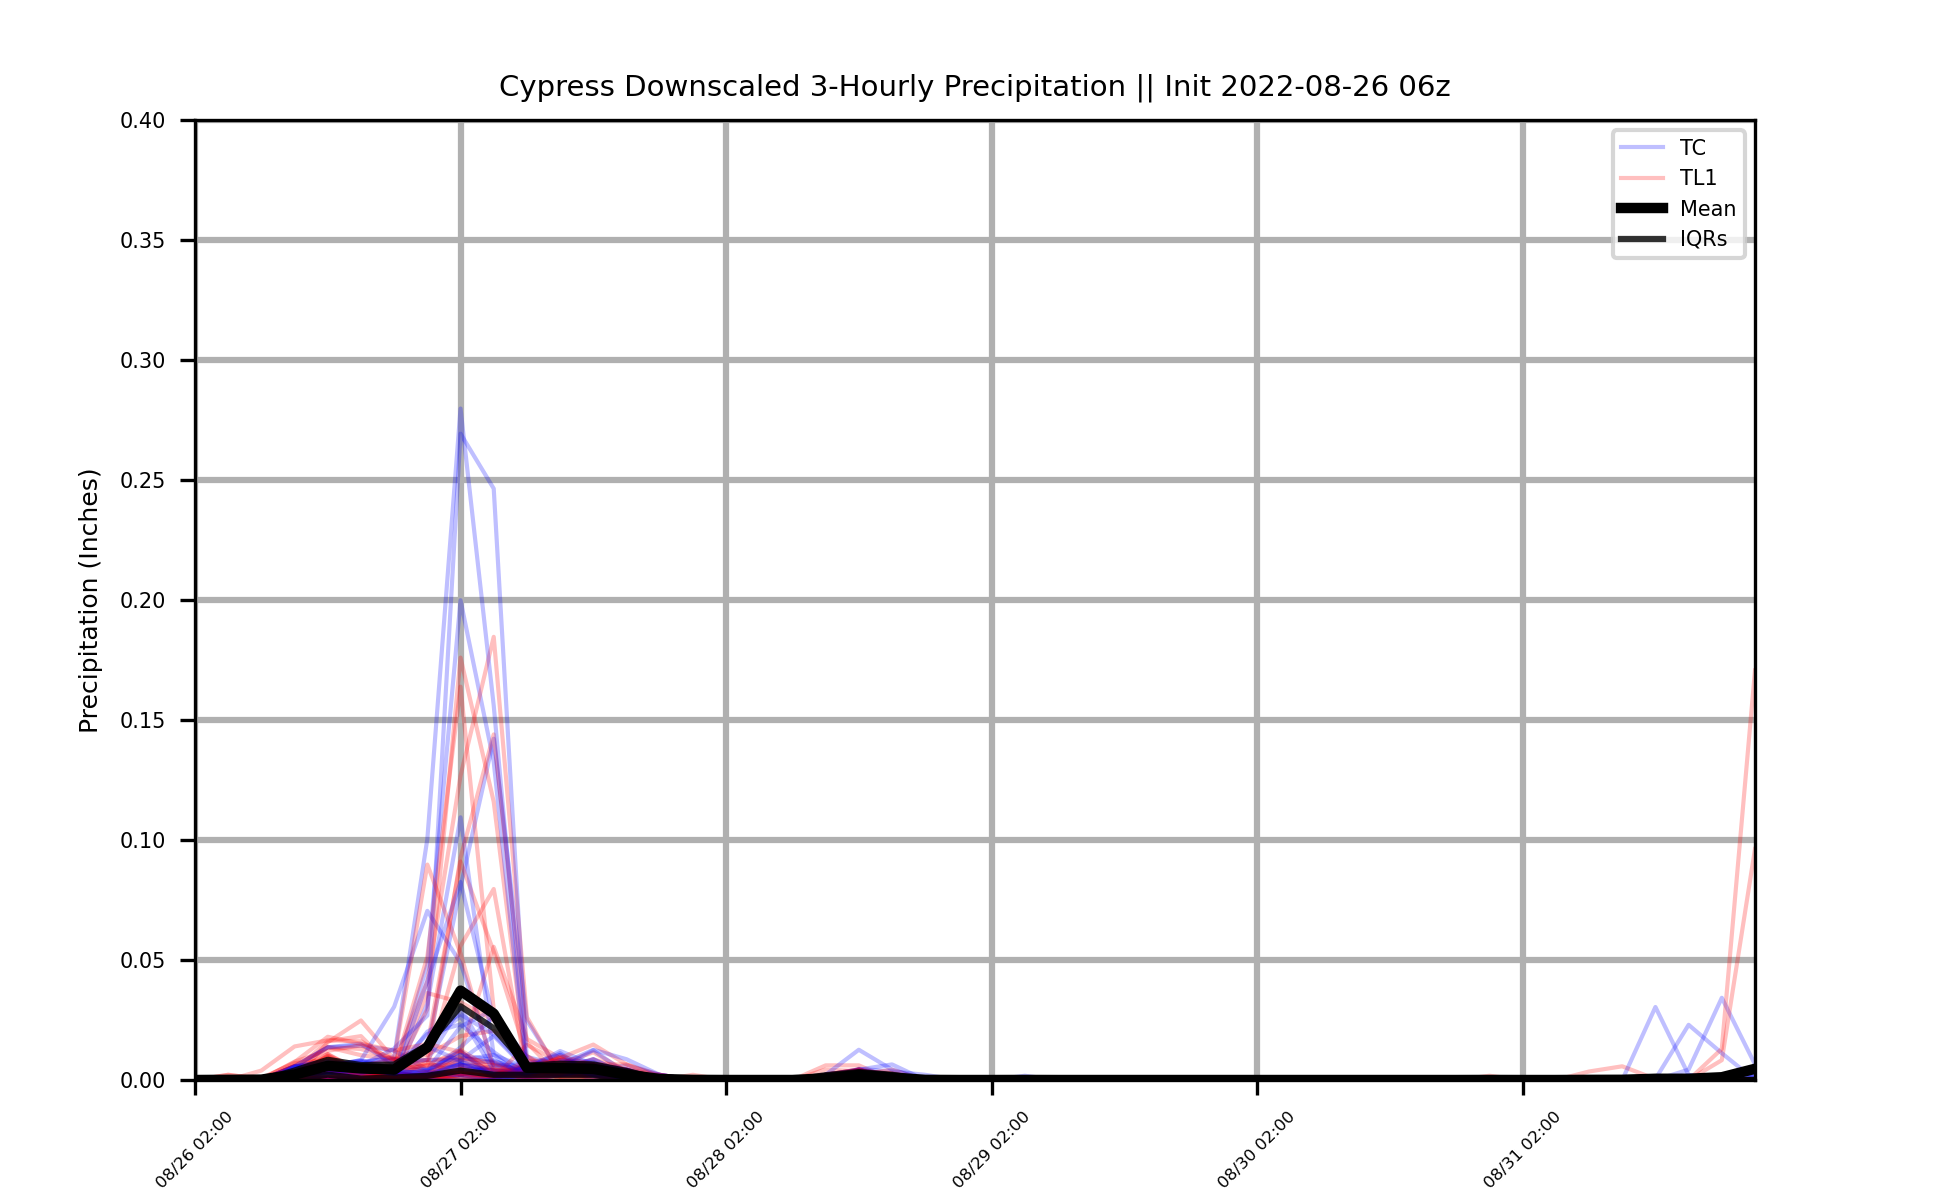 Cypress Downscaled 3-Hourly Precipitation || Init 2022-08-26 06z
Precipitation (Inches)
0.40
0.35
0.30
0.25
0.20
0.15
0.10
0.05
0.00
TC
TL1
Mean
IQRs
08/26 02:00
08/27 02:00
08/28 02:00
08/29 02:00
08/30 02:00
08/31 02:00